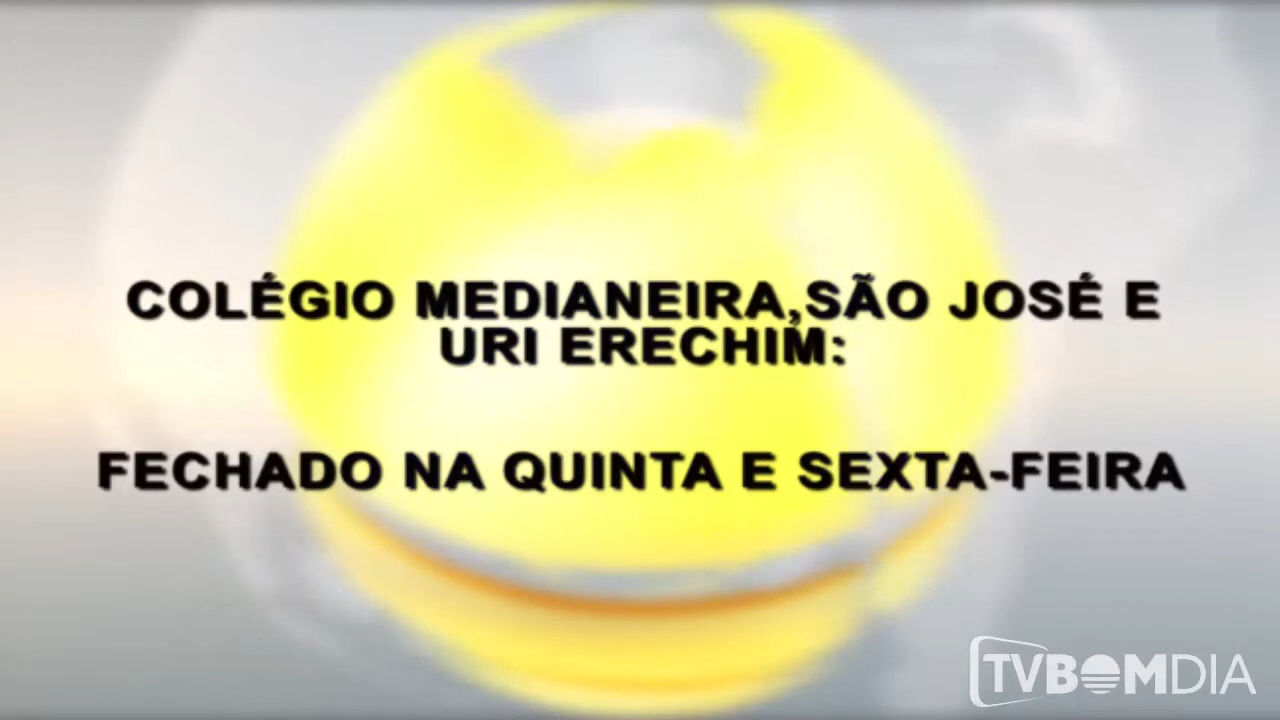 COLÉGIO MEDIANEIRA,SÃO JOSÉ E
URI ERECHIM:
FECHADO NA QUINTA E SEXTA-FEIRA
TVBOMDIA